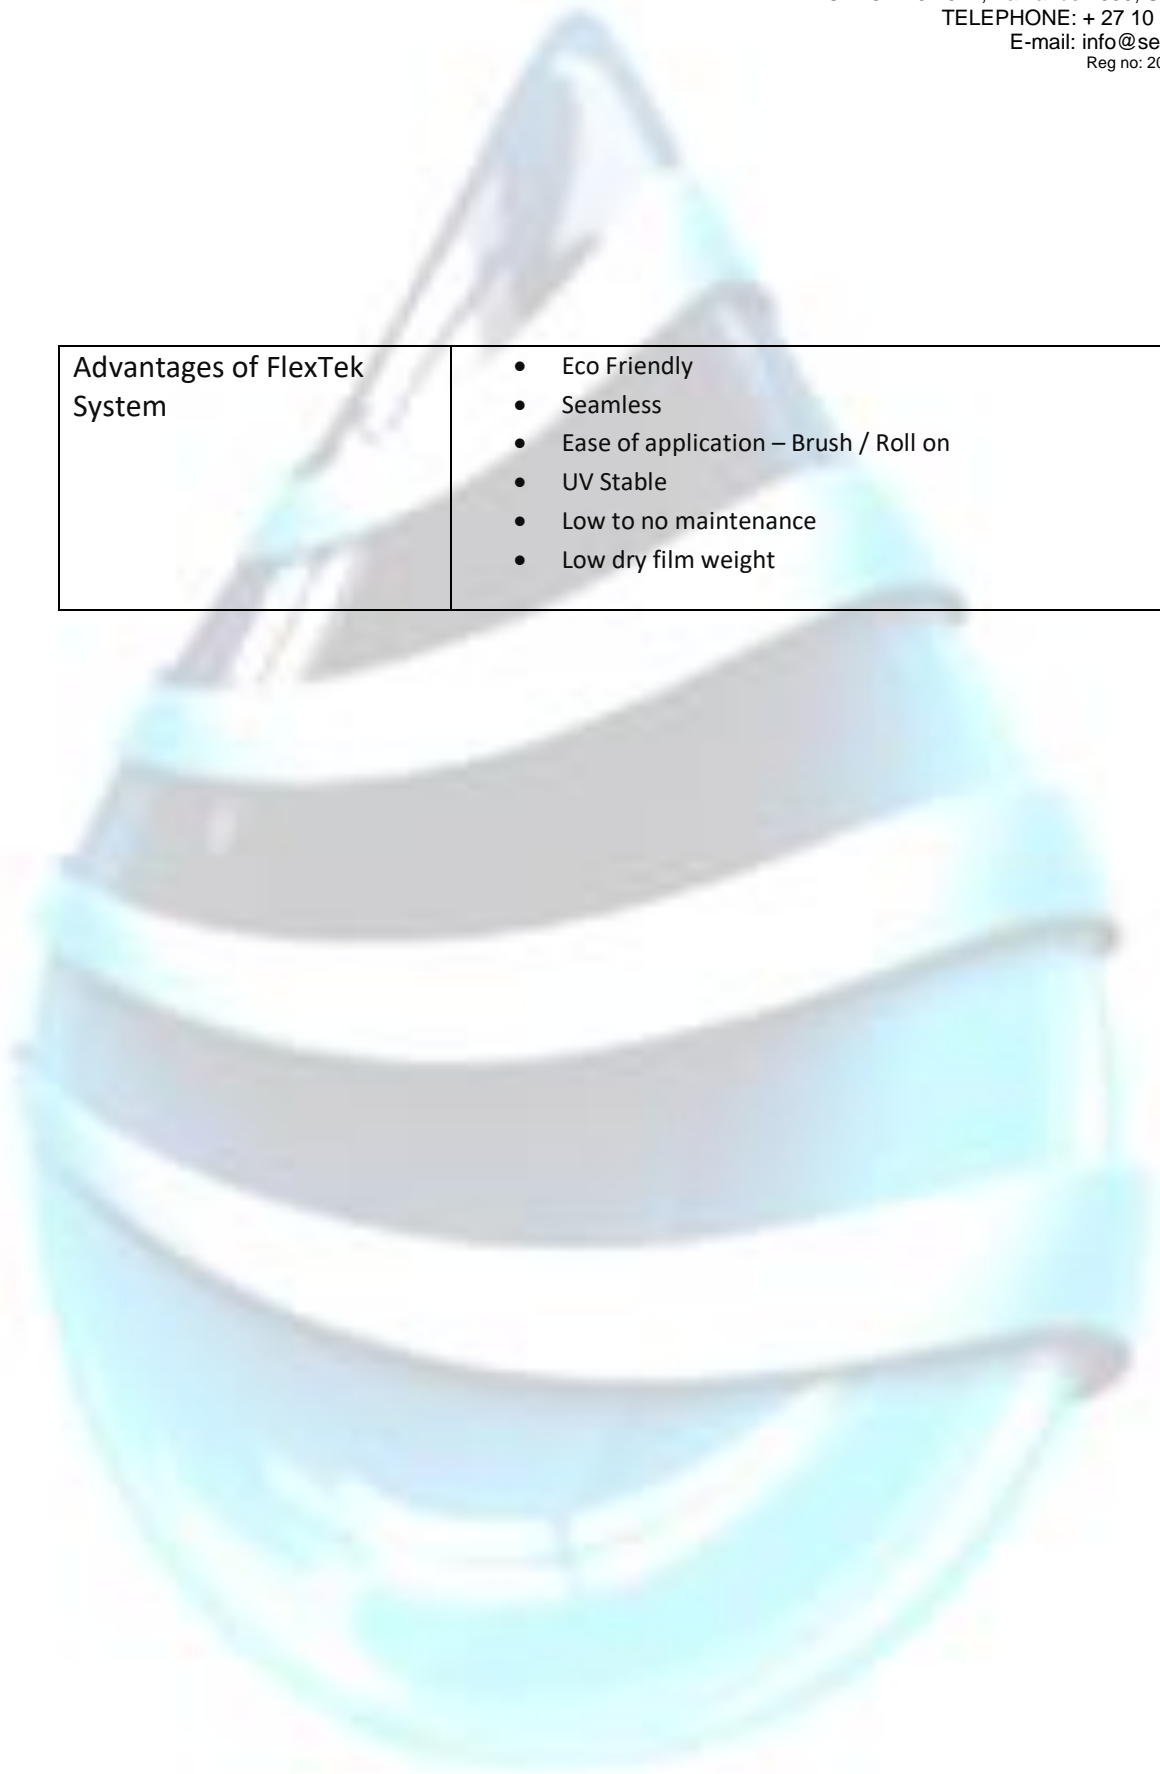 TELEPHONE: + 27 10
E-mail: info@se
Reg no: 20
Advantages of FlexTek
System
• Eco Friendly
• Seamless
• Ease of application – Brush / Roll on
• UV Stable
• Low to no maintenance
• Low dry film weight